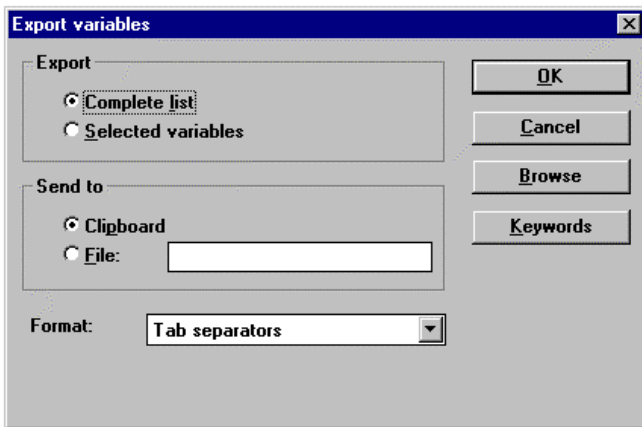 Export variables
Export
Complete list
Selected variables
OK
Cancel
Browse
Keywords
Send to
Clipboard
File:
Format:
Tab separators